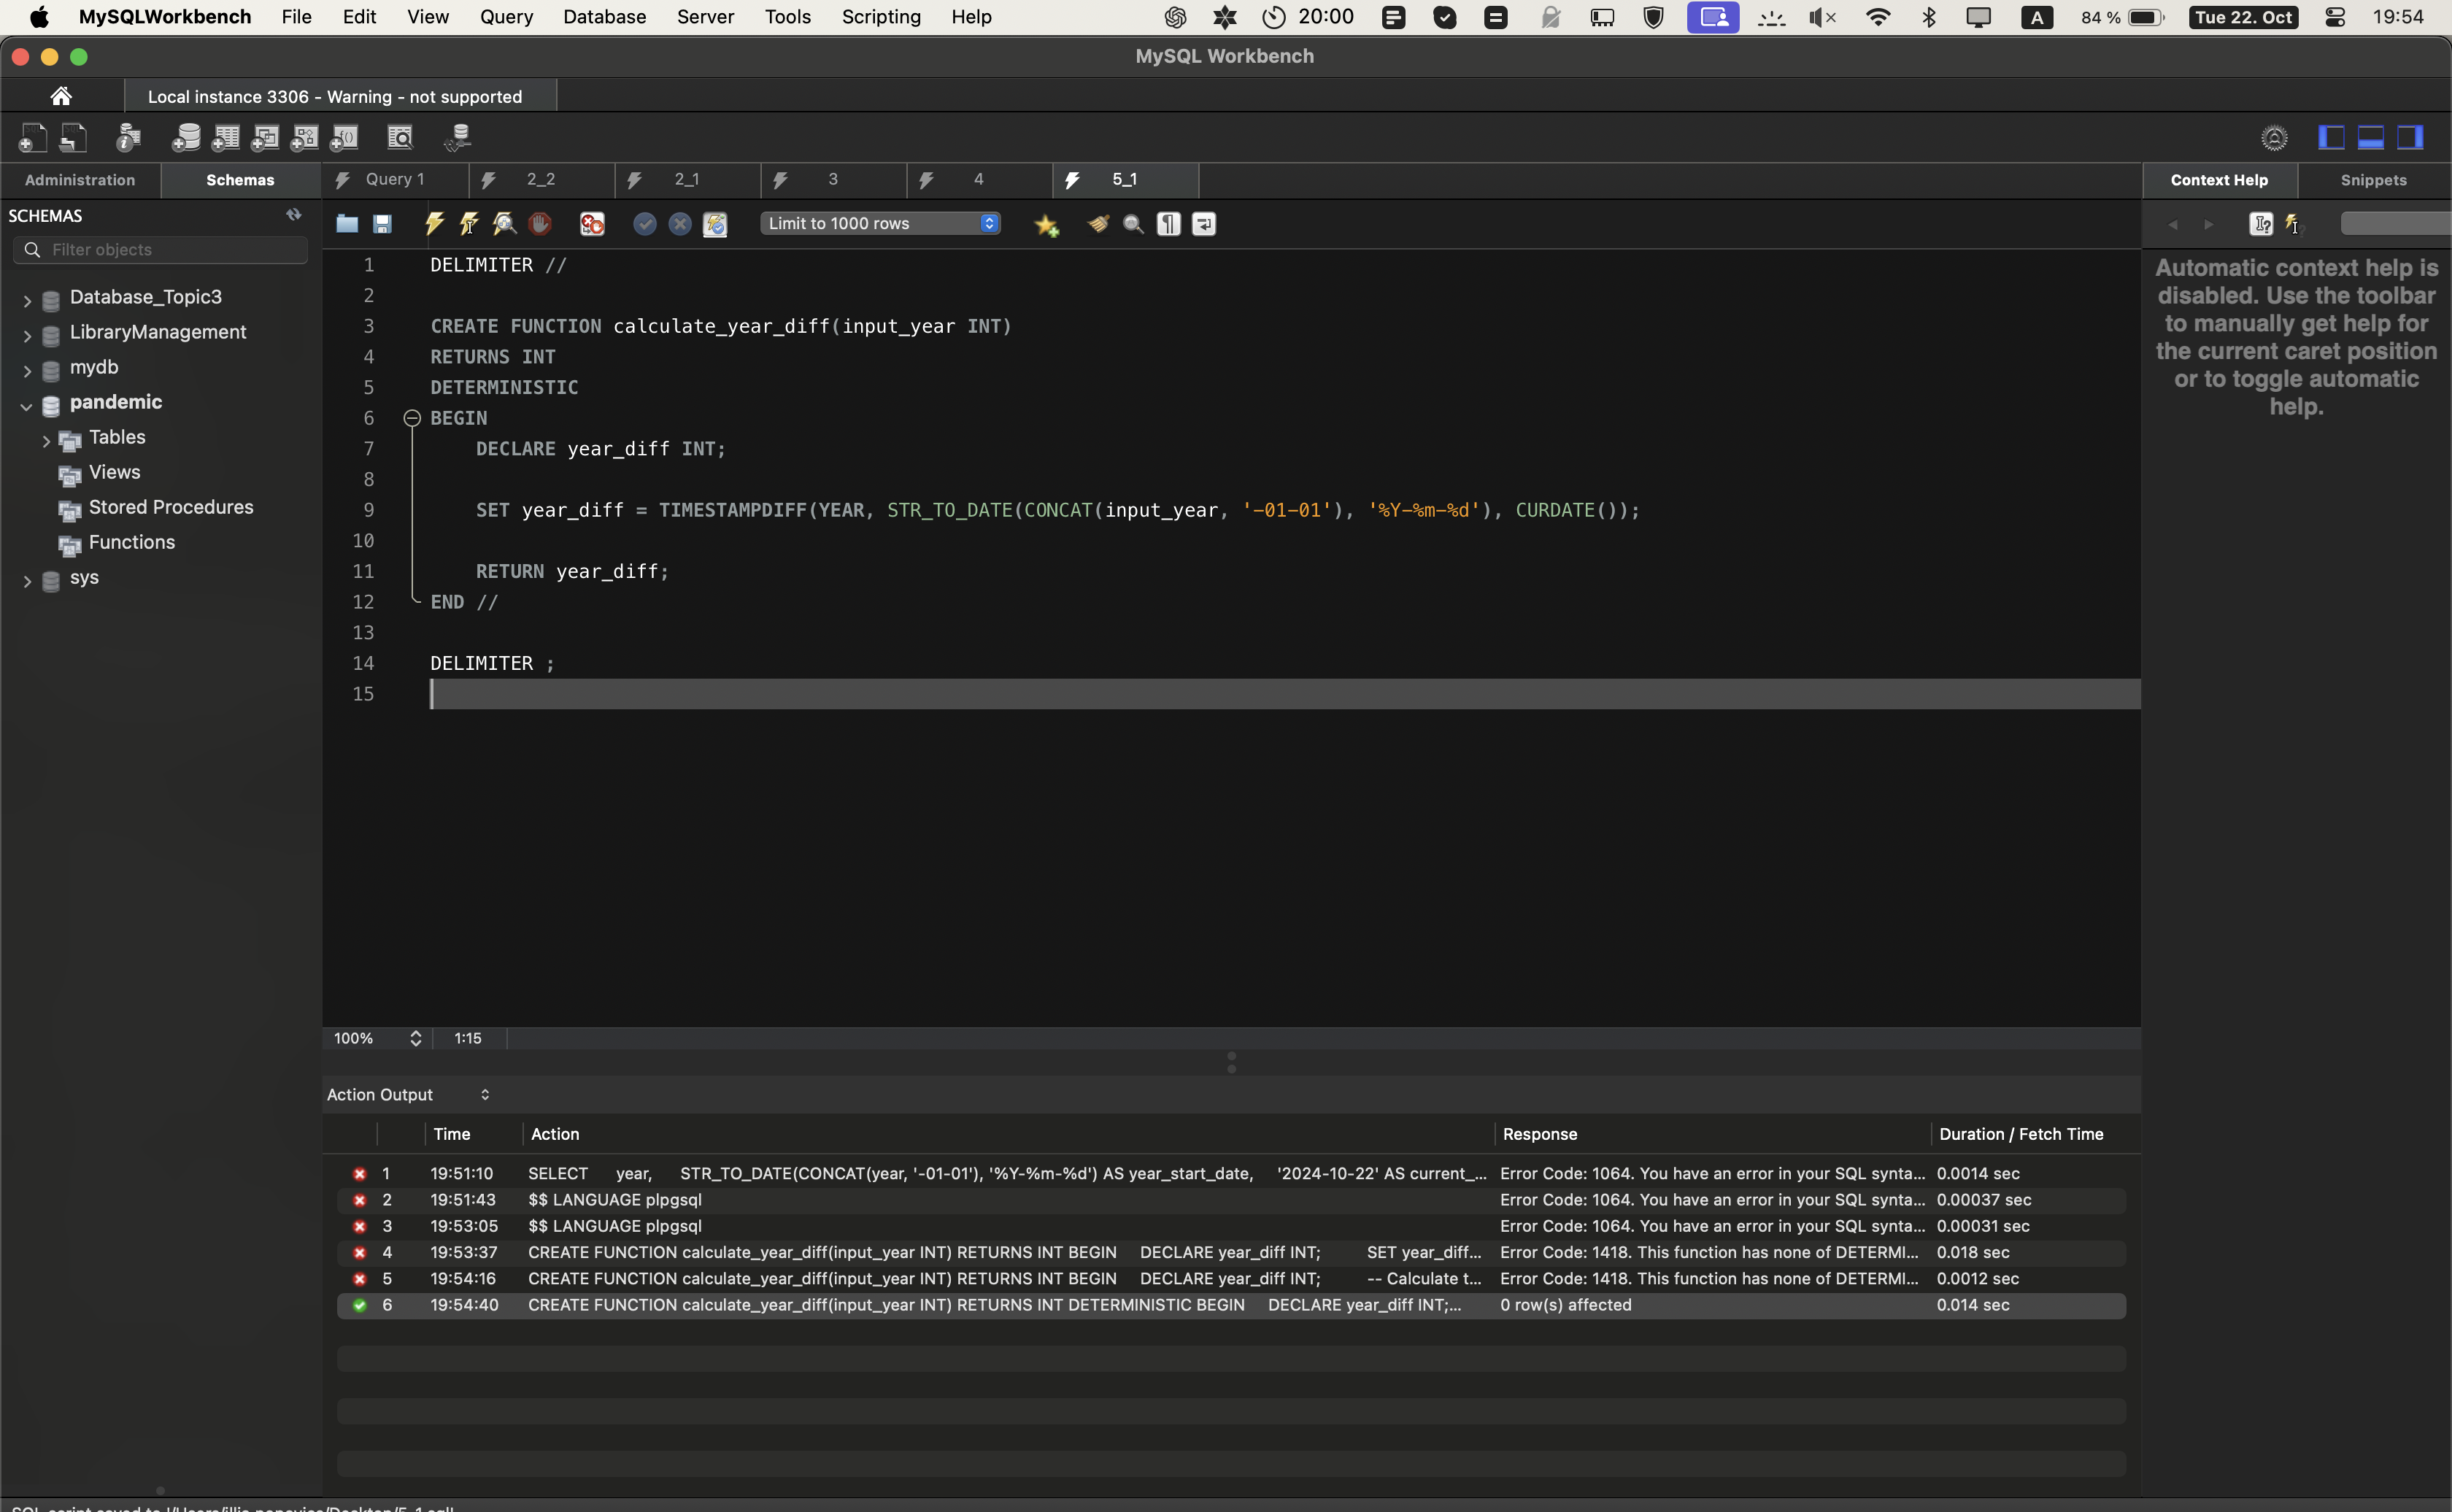 MySQLWorkbench File Edit View Query Database Server Tools Scripting Help 20:00 A 84 % Tue 22. Oct 19:54
MySQL Workbench
Local instance 3306 - Warning - not supported
Administration Schemas Query 1 2_2 2_1 3 4 5_1 Context Help Snippets
SCHEMAS
Limit to 1000 rows
Filter objects
Database_Topic3
LibraryManagement
mydb
pandemic
Tables
Views
Stored Procedures
Functions
sys
1 DELIMITER //
2
3 CREATE FUNCTION calculate_year_diff(input_year INT)
4 RETURNS INT
5 DETERMINISTIC
6 BEGIN
7 DECLARE year_diff INT;
8
9 SET year_diff = TIMESTAMPDIFF(YEAR, STR_TO_DATE(CONCAT(input_year, '-01-01'), '%Y-%m-%d'), CURDATE());
10
11 RETURN year_diff;
12 END //
13
14 DELIMITER ;
15
Automatic context help is
disabled. Use the toolbar
to manually get help for
the current caret position
or to toggle automatic
help.
100% 1:15
Action Output
Time Action Response Duration / Fetch Time
1 19:51:10 SELECT year, STR_TO_DATE(CONCAT(year, '-01-01'), '%Y-%m-%d') AS year_start_date, '2024-10-22' AS current_... Error Code: 1064. You have an error in your SQL synta... 0.0014 sec
2 19:51:43 $$ LANGUAGE plpgsql Error Code: 1064. You have an error in your SQL synta... 0.00037 sec
3 19:53:05 $$ LANGUAGE plpgsql Error Code: 1064. You have an error in your SQL synta... 0.00031 sec
4 19:53:37 CREATE FUNCTION calculate_year_diff(input_year INT) RETURNS INT BEGIN DECLARE year_diff INT; SET year_diff... Error Code: 1418. This function has none of DETERMI... 0.018 sec
5 19:54:16 CREATE FUNCTION calculate_year_diff(input_year INT) RETURNS INT BEGIN DECLARE year_diff INT; -- Calculate t... Error Code: 1418. This function has none of DETERMI... 0.0012 sec
6 19:54:40 CREATE FUNCTION calculate_year_diff(input_year INT) RETURNS INT DETERMINISTIC BEGIN DECLARE year_diff INT;... 0 row(s) affected 0.014 sec
SQL script saved to